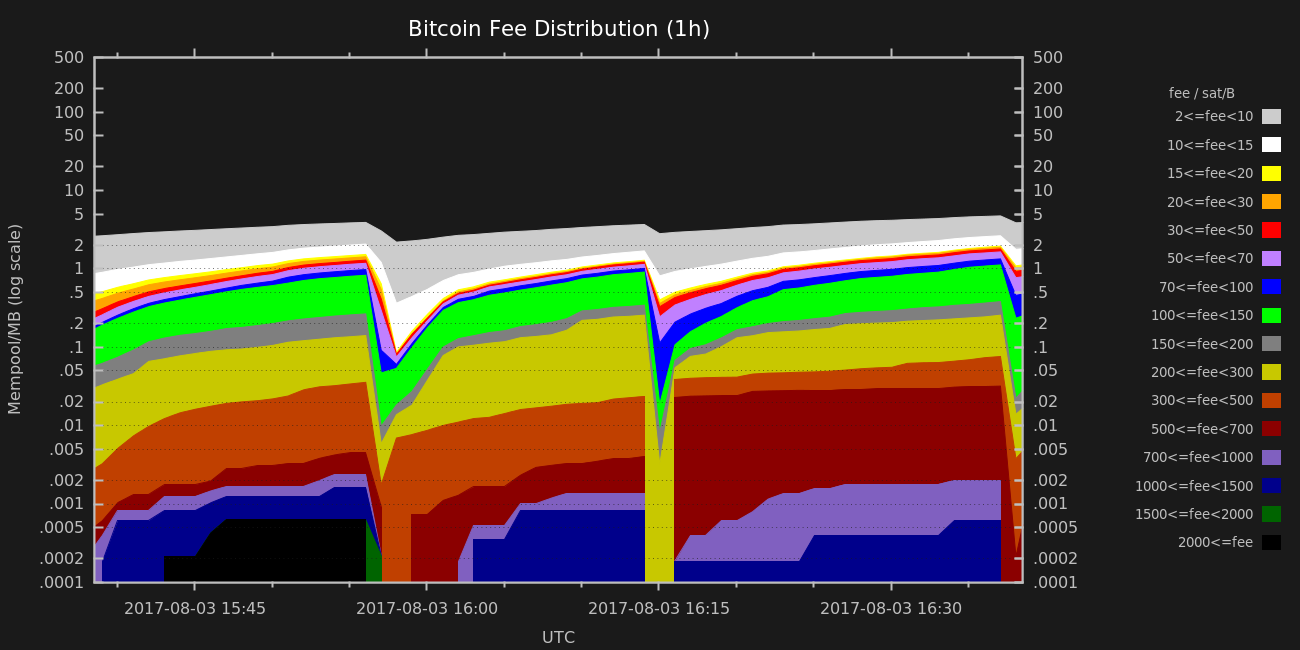 Bitcoin Fee Distribution (1h)
500 500
200 200
100 100
50 50
20 20
10 10
5 5
2 2
1 1
.5 .5
.2 .2
.1 .1
.05 .05
.02 .02
.01 .01
.005 .005
.002 .002
.001 .001
.0005 .0005
.0002 .0002
.0001 .0001
Mempool/MB (log scale)
2017-08-03 15:45 2017-08-03 16:00 2017-08-03 16:15 2017-08-03 16:30
UTC
fee / sat/B
2<=fee<10
10<=fee<15
15<=fee<20
20<=fee<30
30<=fee<50
50<=fee<70
70<=fee<100
100<=fee<150
150<=fee<200
200<=fee<300
300<=fee<500
500<=fee<700
700<=fee<1000
1000<=fee<1500
1500<=fee<2000
2000<=fee